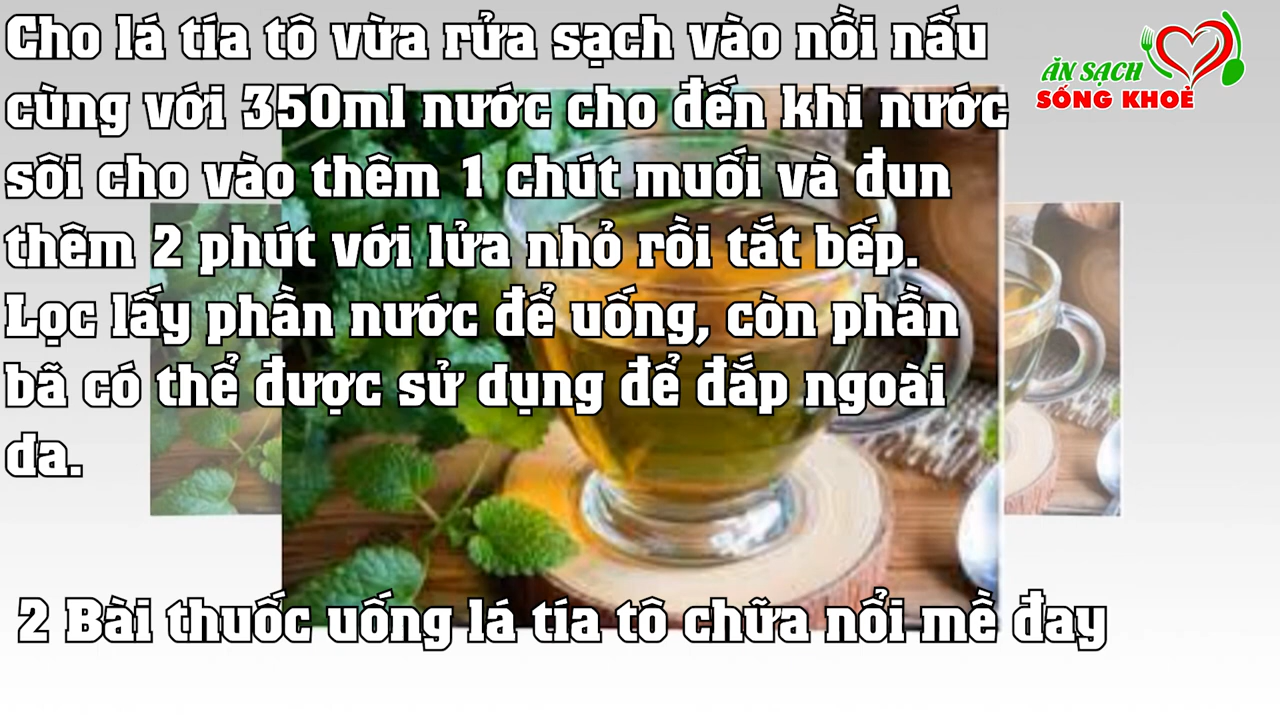 Cho lá tía tô vừa rửa sạch vào nồi nấu
cùng với 350ml nước cho đến khi nước
sôi cho vào thêm 1 chút muối và đun
thêm 2 phút với lửa nhỏ rồi tắt bếp.
Lọc lấy phần nước để uống, còn phần
bã có thể được sử dụng để đắp ngoài
da.
ĂN SẠCH
SỐNG KHOẺ
2 Bài thuốc uống lá tía tô chữa nổi mề đay